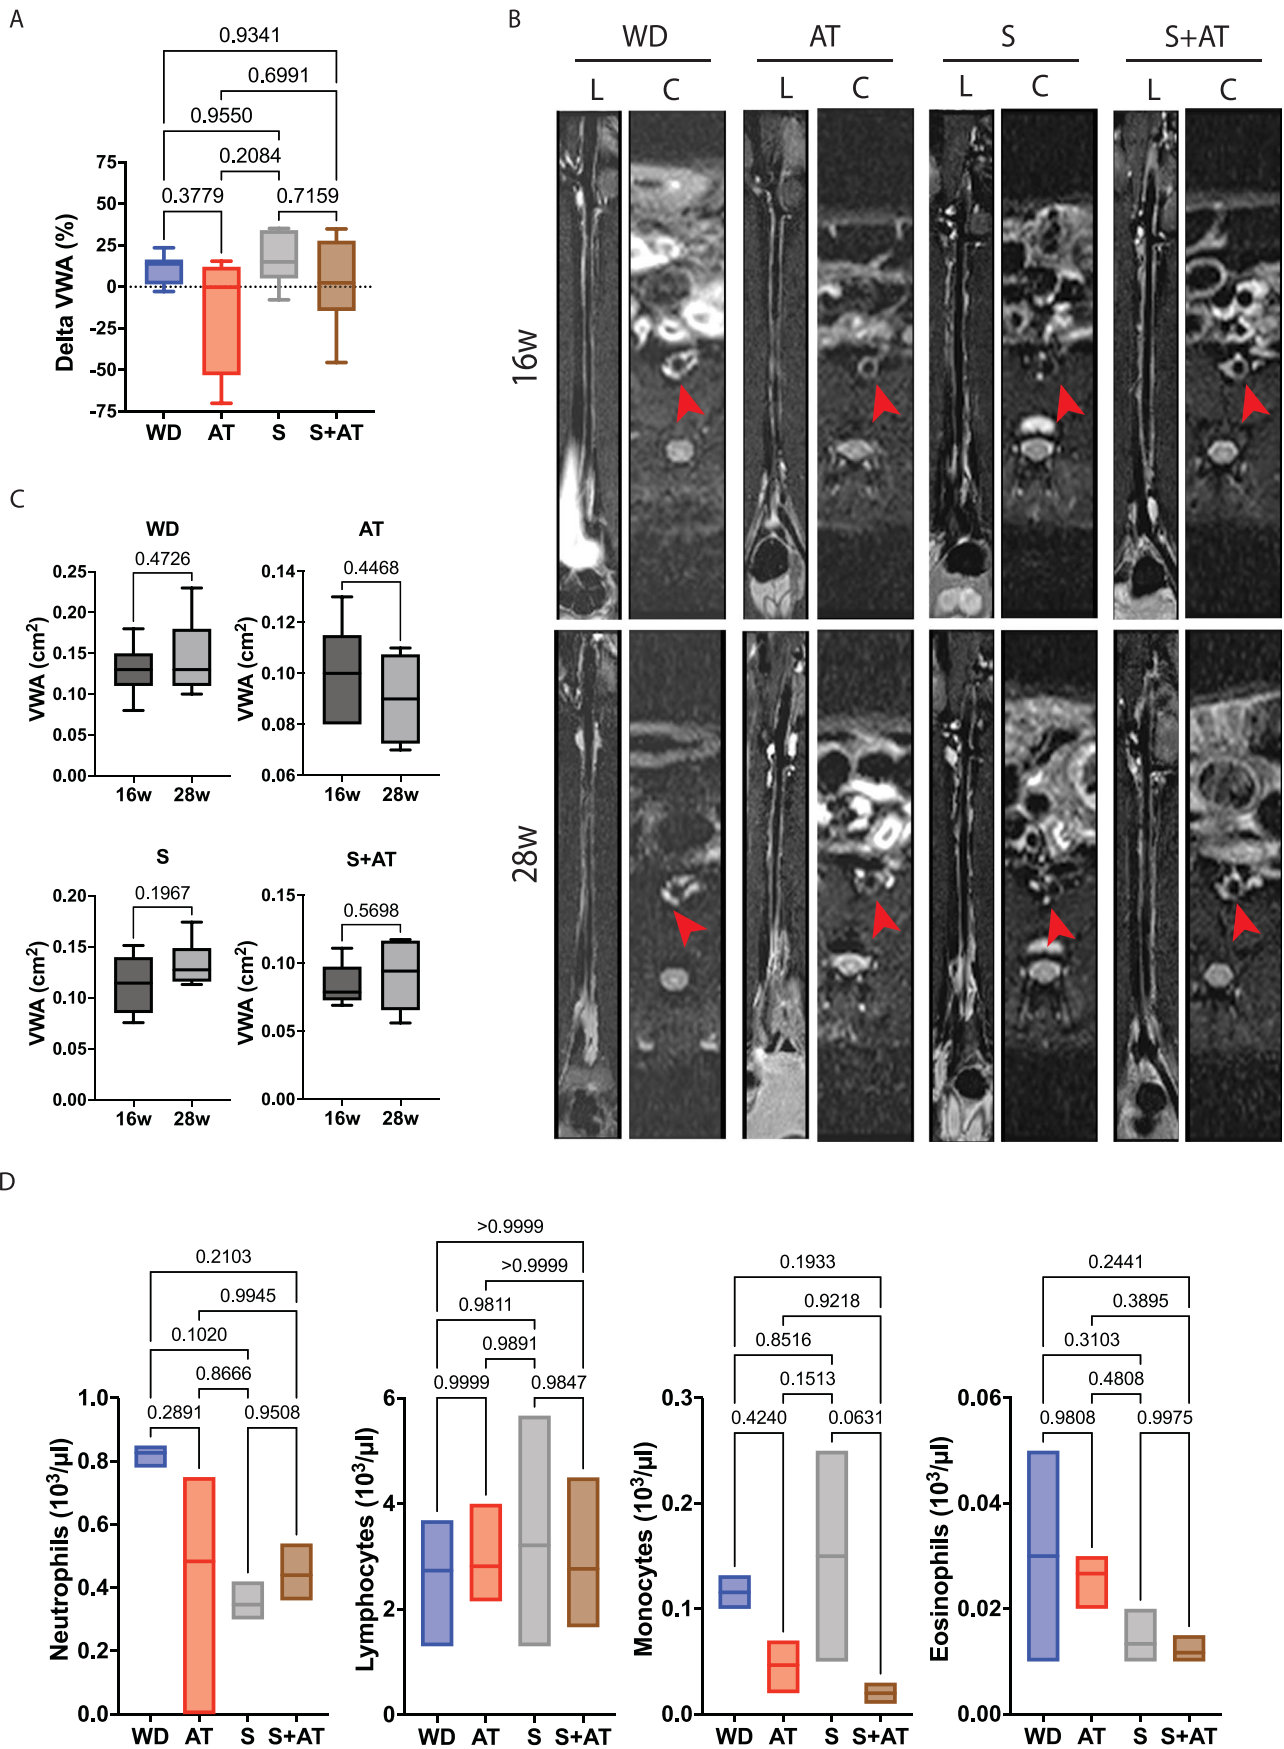 A
0.9341
0.6991
0.9550
0.2084
0.3779
0.7159
Delta VWA (%)
75
50
25
0
-25
-50
-75
WD AT S S+AT
B
WD AT S S+AT
L C L C L C L C
16w
28w
C
WD
0.4726
VWA (cm²)
0.25
0.20
0.15
0.10
0.05
0.00
16w 28w
AT
0.4468
VWA (cm²)
0.14
0.12
0.10
0.08
0.06
16w 28w
S
0.1967
VWA (cm²)
0.20
0.15
0.10
0.05
0.00
16w 28w
S+AT
0.5698
VWA (cm²)
0.15
0.10
0.05
0.00
16w 28w
D
0.2103
0.9945
0.1020
0.8666
0.2891
0.9508
Neutrophils (10³/µl)
1.0
0.8
0.6
0.4
0.2
0.0
WD AT S S+AT
>0.9999
>0.9999
0.9811
0.9891
0.9999
0.9847
Lymphocytes (10³/µl)
6
4
2
0
WD AT S S+AT
0.1933
0.9218
0.8516
0.1513
0.4240
0.0631
Monocytes (10³/µl)
0.3
0.2
0.1
0.0
WD AT S S+AT
0.2441
0.3895
0.3103
0.4808
0.9808
0.9975
Eosinophils (10³/µl)
0.06
0.04
0.02
0.00
WD AT S S+AT